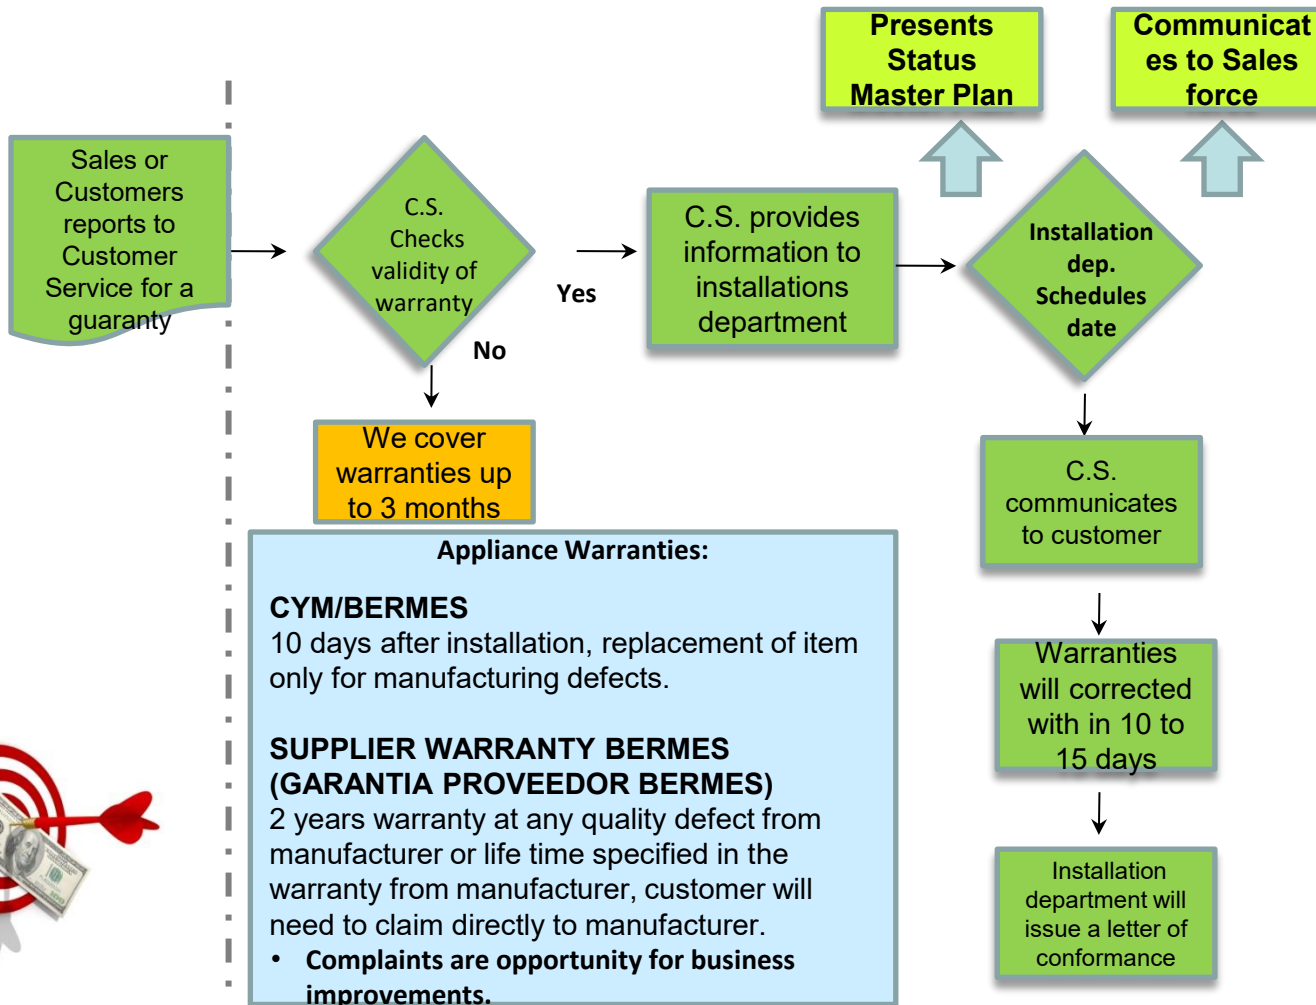 Presents
Status
Master Plan
Communicat
es to Sales
force
Sales or
Customers
reports to
Customer
Service for a
guaranty
C.S.
Checks
validity of
warranty
Yes
No
C.S. provides
information to
installations
department
Installation
dep.
Schedules
date
We cover
warranties up
to 3 months
C.S.
communicates
to customer
Warranties
will corrected
with in 10 to
15 days
Installation
department will
issue a letter of
conformance
Appliance Warranties:
CYM/BERMES
10 days after installation, replacement of item
only for manufacturing defects.
SUPPLIER WARRANTY BERMES
(GARANTIA PROVEEDOR BERMES)
2 years warranty at any quality defect from
manufacturer or life time specified in the
warranty from manufacturer, customer will
need to claim directly to manufacturer.
• Complaints are opportunity for business
improvements.